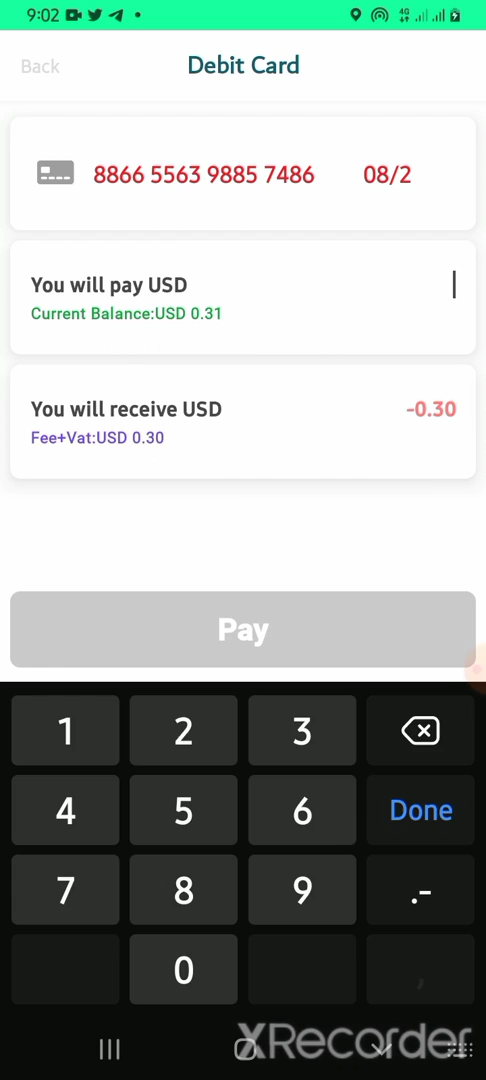 9:02 4G
Back Debit Card
8866 5563 9885 7486 08/2
You will pay USD
Current Balance:USD 0.31
You will receive USD -0.30
Fee+Vat:USD 0.30
Pay
1 2 3
4 5 6 Done
7 8 9 .-
0 ,
XRecorder